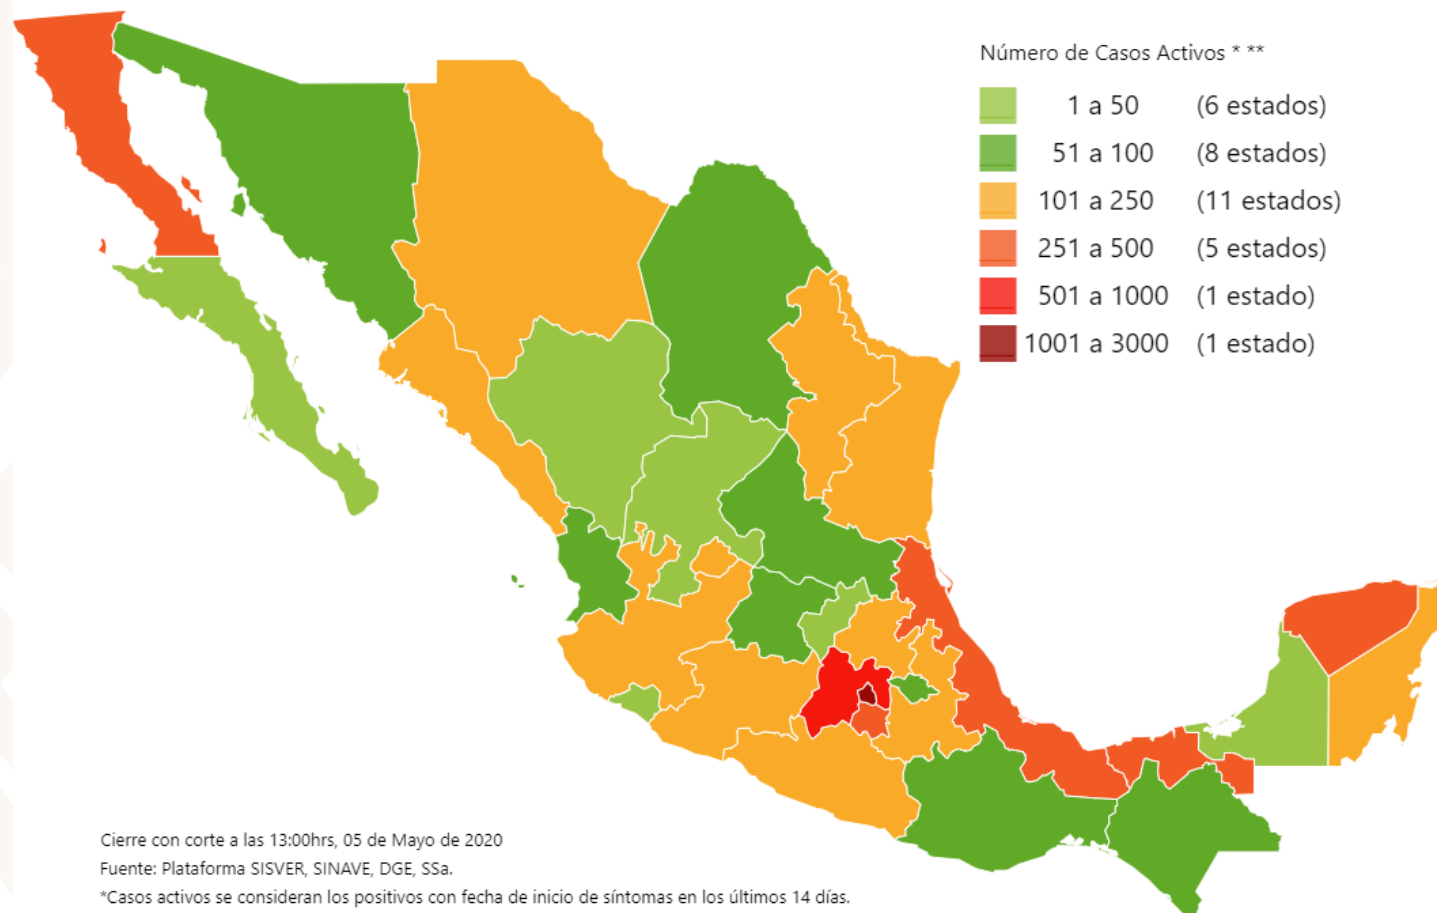 Número de Casos Activos * **
1 a 50 (6 estados)
51 a 100 (8 estados)
101 a 250 (11 estados)
251 a 500 (5 estados)
501 a 1000 (1 estado)
1001 a 3000 (1 estado)
Cierre con corte a las 13:00hrs, 05 de Mayo de 2020
Fuente: Plataforma SISVER, SINAVE, DGE, SSa.
*Casos activos se consideran los positivos con fecha de inicio de síntomas en los últimos 14 días.